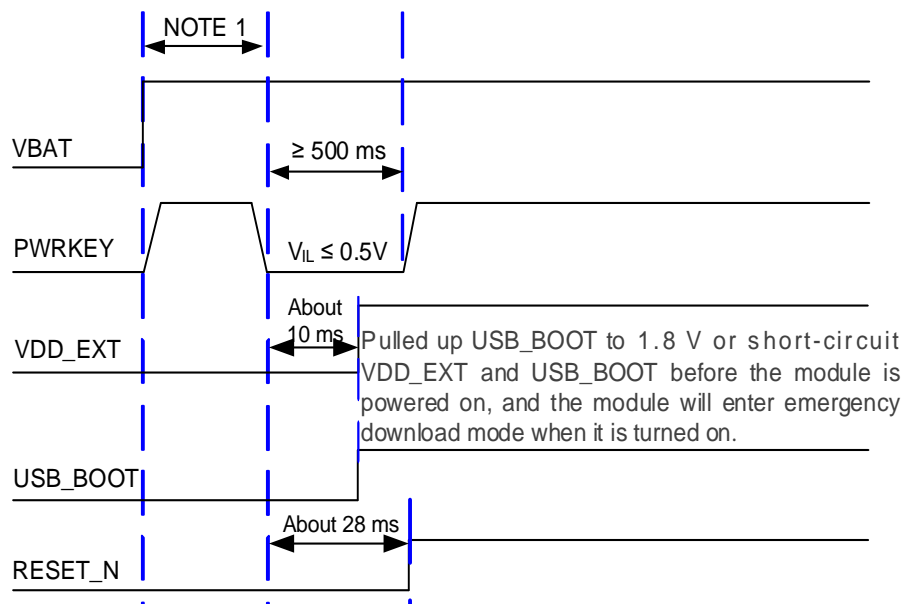 NOTE 1
VBAT
≥ 500 ms
PWRKEY
VIL ≤ 0.5V
About
10 ms
VDD_EXT
Pulled up USB_BOOT to 1.8 V or short-circuit
VDD_EXT and USB_BOOT before the module is
powered on, and the module will enter emergency
download mode when it is turned on.
USB_BOOT
About 28 ms
RESET_N